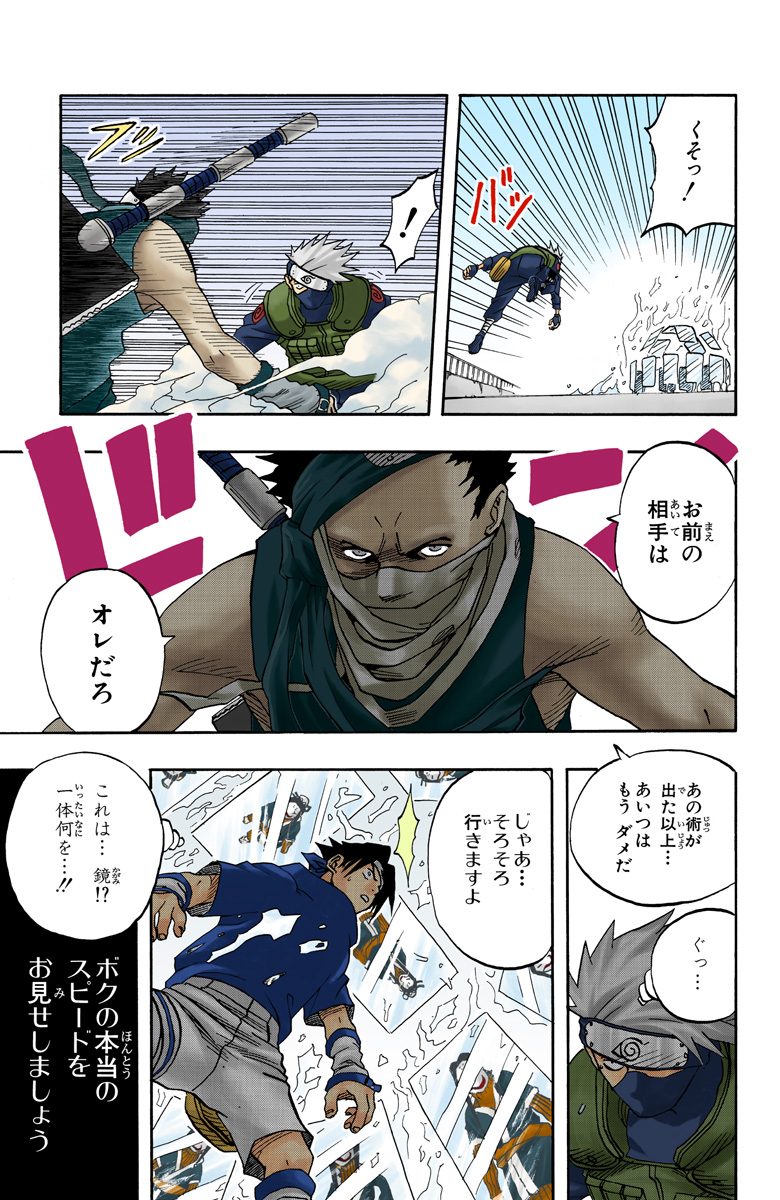 くそっ!
バッ
!
フッ
お前の
相手は
オレだろ
ドン
あの術が
出た以上…
あいつは
もう ダメだ
ぐっ…
じゃあ…
そろそろ
行きますよ
これは… 鏡!?
一体何を…!!
ボクの本当の
スピードを
お見せしましょう